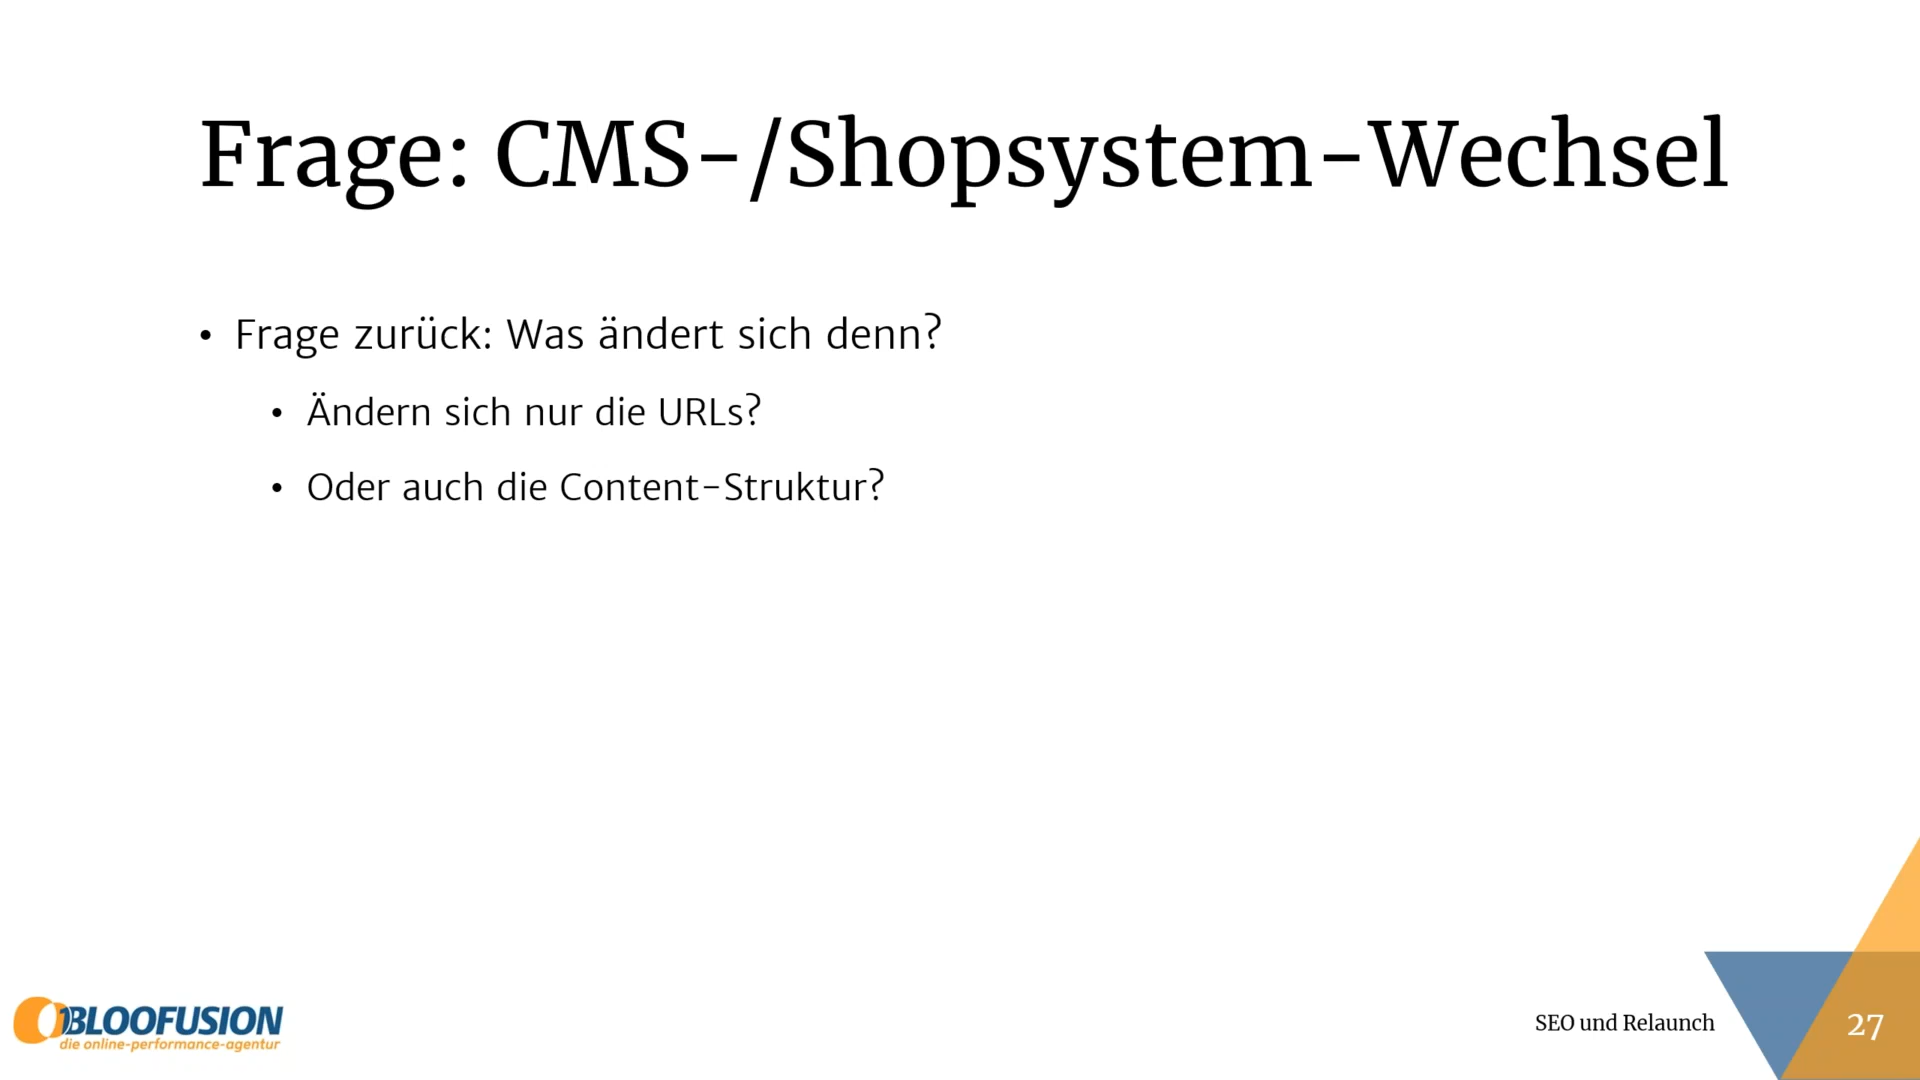 Frage: CMS-/Shopsystem-Wechsel
• Frage zurück: Was ändert sich denn?
• Ändern sich nur die URLs?
• Oder auch die Content-Struktur?
BLOOFUSION
die online-performance-agentur
SEO und Relaunch
27